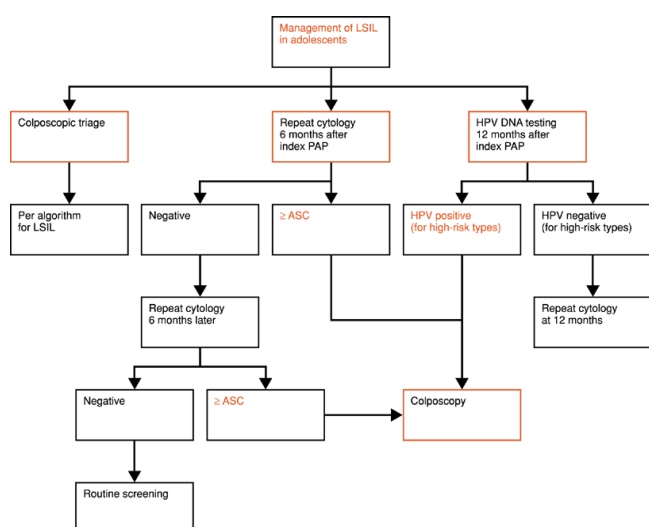 Management of LSIL
in adolescents
Colposcopic triage
Repeat cytology
6 months after
index PAP
HPV DNA testing
12 months after
index PAP
Per algorithm
for LSIL
Negative
≥ ASC
HPV positive
(for high-risk types)
HPV negative
(for high-risk types)
Repeat cytology
6 months later
Repeat cytology
at 12 months
Negative
≥ ASC
Colposcopy
Routine screening